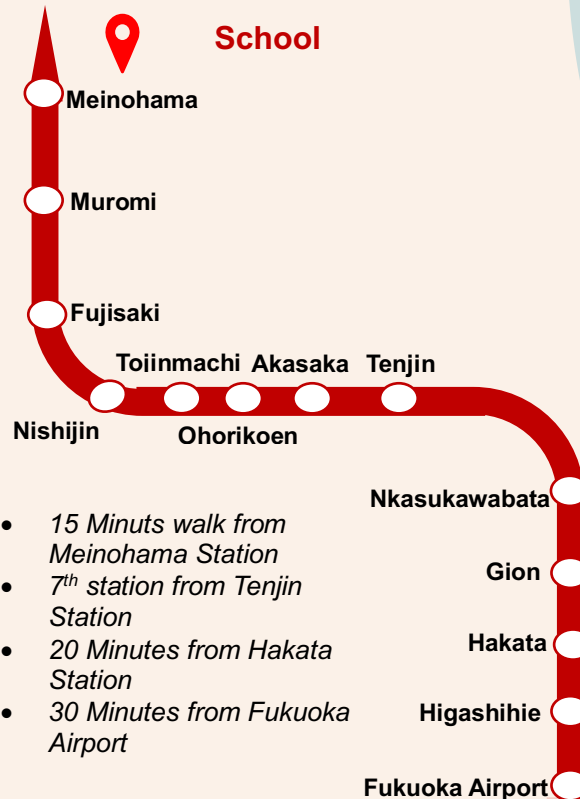 School
Meinohama
Muromi
Fujisaki
Tojinmachi Akasaka Tenjin
Nishijin
Ohorikoen
Nkasukawabata
Gion
Hakata
Higashihie
Fukuoka Airport
• 15 Minuts walk from
Meinohama Station
• 7th station from Tenjin
Station
• 20 Minutes from Hakata
Station
• 30 Minutes from Fukuoka
Airport